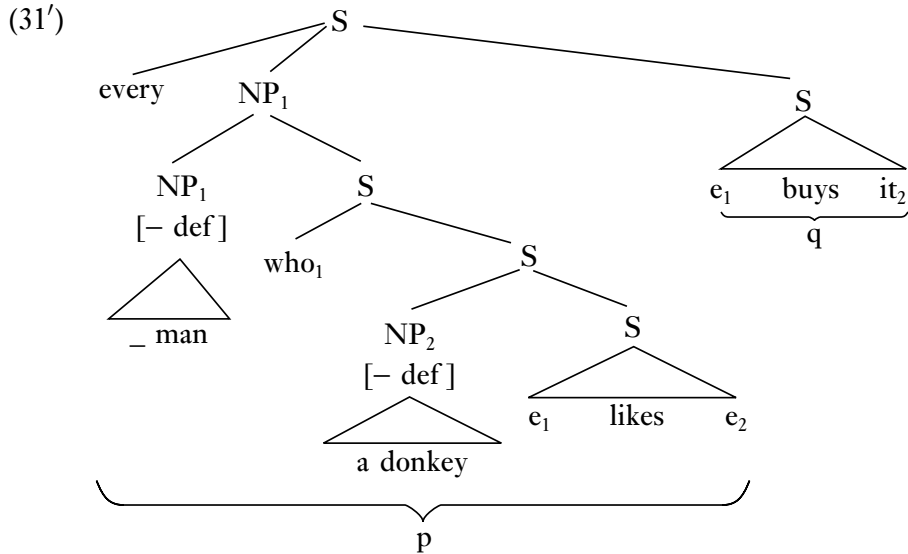 (31′)
S
every NP₁ S
NP₁ S e₁ buys it₂
[– def] q
who₁ S
_ man NP₂ S
[– def]
e₁ likes e₂
a donkey
p